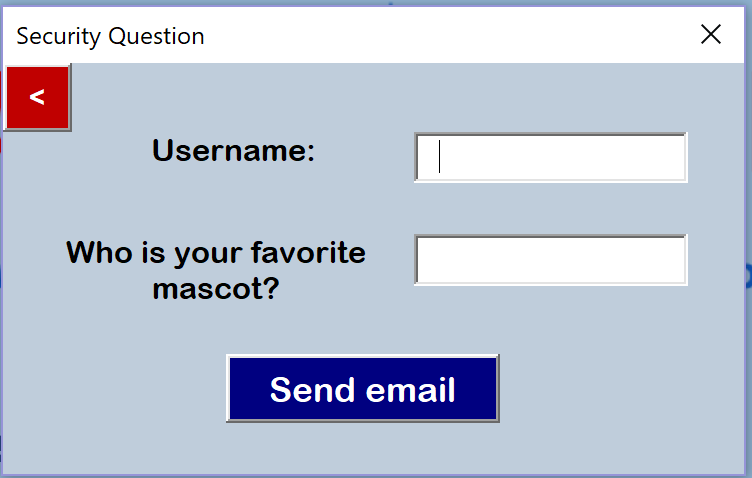 Security Question
<
Username:
Who is your favorite
mascot?
Send email